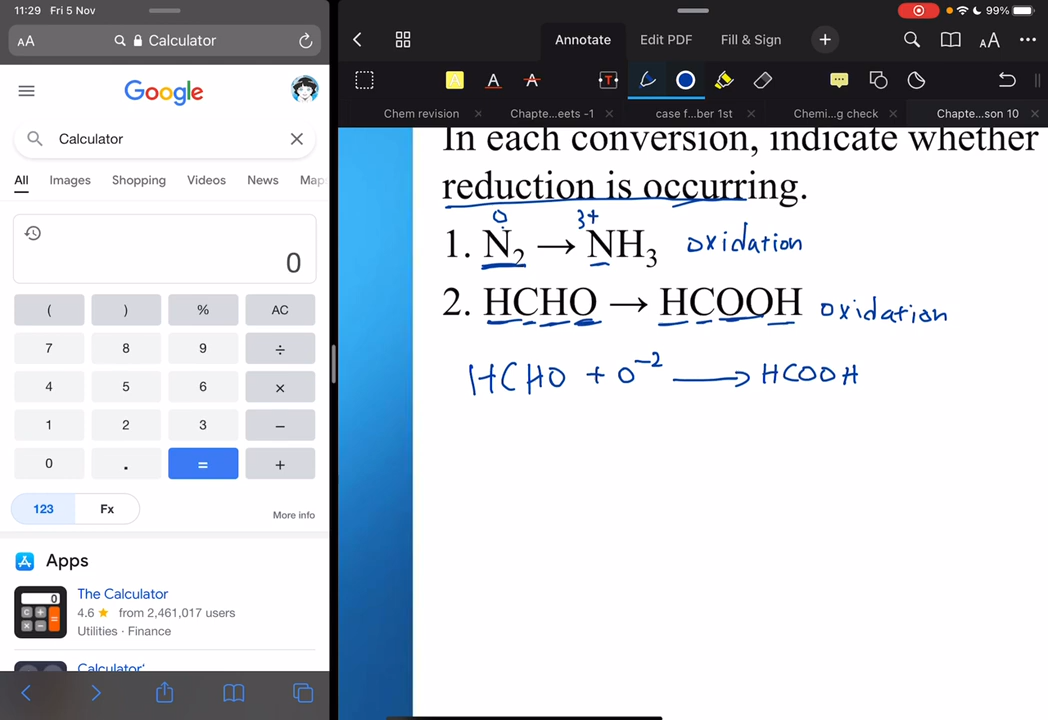 11:29 Fri 5 Nov
99%
AA
Calculator
Google
Calculator
All Images Shopping Videos News Map
0
( ) % AC
7 8 9 ÷
4 5 6 ×
1 2 3 −
0 . = +
123 Fx
More info
Apps
The Calculator
4.6 ★ from 2,461,017 users
Utilities · Finance
Calculator'
Annotate Edit PDF Fill & Sign
AA
A A A T
Chem revision × Chapte...eets -1 × case f...ber 1st × Chemi...g check × Chapte...son 10 ×
In each conversion, indicate whether
reduction is occurring.
0 3+
1. N₂ → NH₃ oxidation
2. HCHO → HCOOH oxidation
HCHO + O⁻² → HCOOH